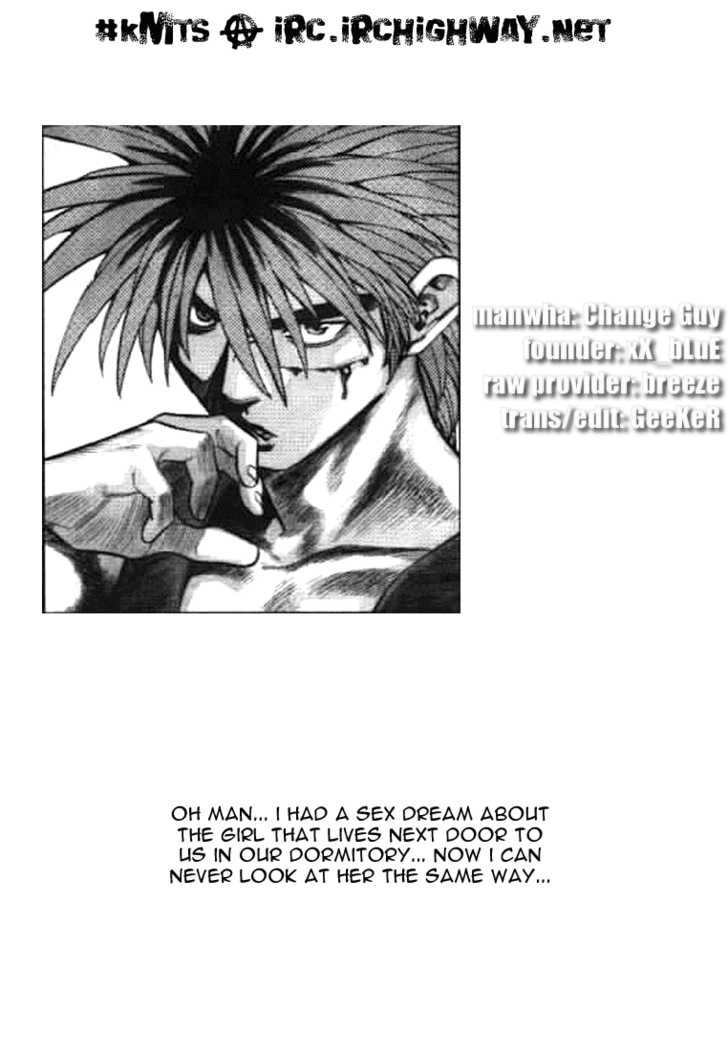 #kMTS @ iRC.iRCHiGHWAY.NET
manwha: Change Guy
founder: xX_bLuE
raw provider: breeze
trans/edit: GeeKeR
OH MAN... I HAD A SEX DREAM ABOUT
THE GIRL THAT LIVES NEXT DOOR TO
US IN OUR DORMITORY... NOW I CAN
NEVER LOOK AT HER THE SAME WAY...